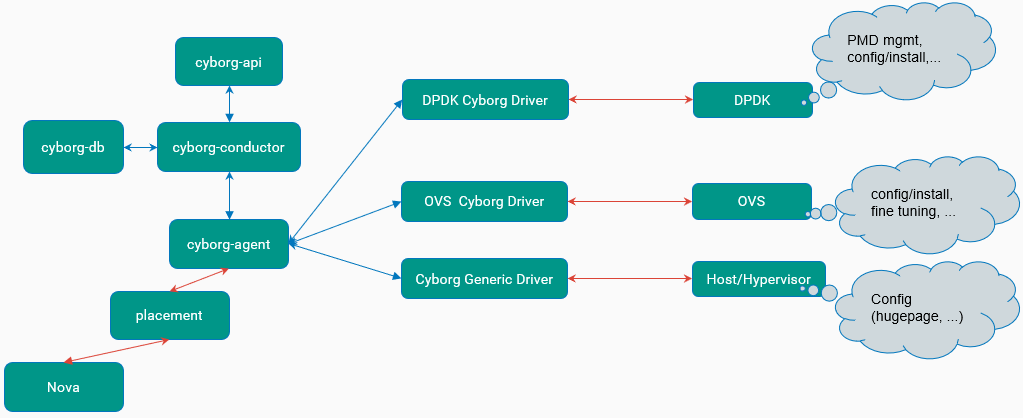 PMD mgmt,
config/install,...
cyborg-api
DPDK Cyborg Driver
DPDK
cyborg-db
cyborg-conductor
config/install,
fine tuning, ...
OVS Cyborg Driver
OVS
cyborg-agent
Cyborg Generic Driver
Host/Hypervisor
Config
(hugepage, ...)
placement
Nova